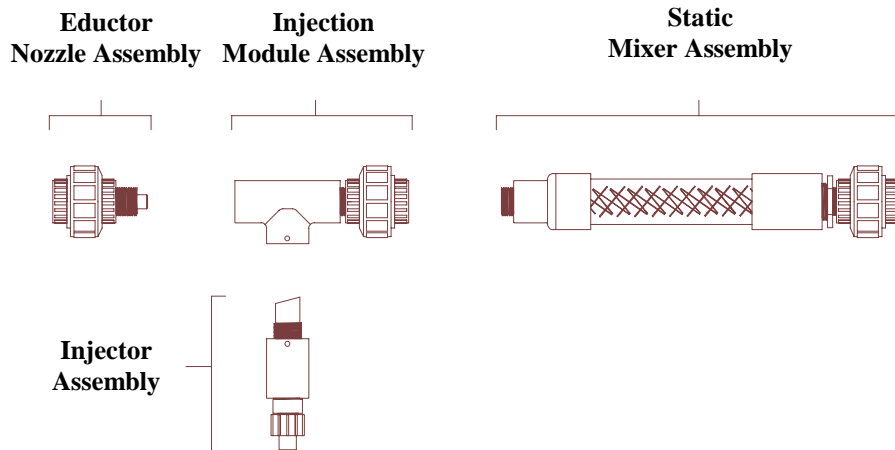 Eductor
Nozzle Assembly
Injection
Module Assembly
Static
Mixer Assembly
Injector
Assembly